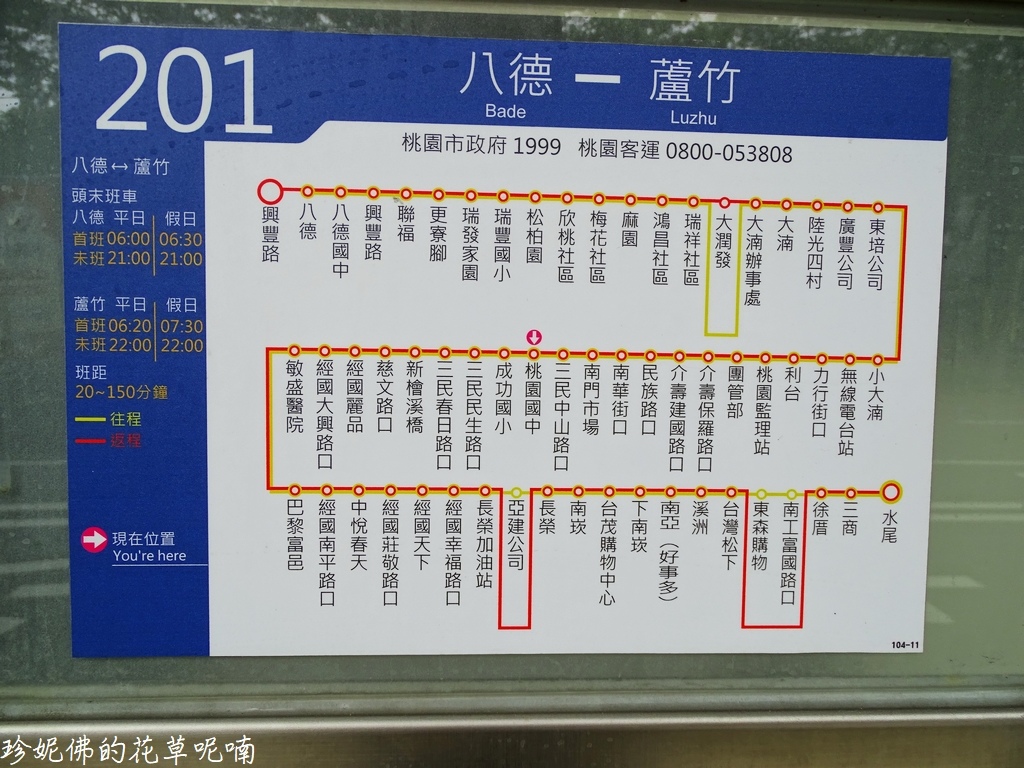 201
八德 — 蘆竹
Bade
Luzhu
桃園市政府 1999 桃園客運 0800-053808
八德↔蘆竹
頭末班車
八德 平日 假日
首班 06:00 06:30
末班 21:00 21:00
蘆竹 平日 假日
首班 06:20 07:30
末班 22:00 22:00
班距
20~150分鐘
往程
返程
現在位置
You're here
興豐路
八德
八德國中
興豐路
聯福
更寮腳
瑞發家園
瑞豐國小
松柏園
欣桃社區
梅花社區
麻園
鴻昌社區
瑞祥社區
大潤發
大湳辦事處
大湳
陸光四村
廣豐公司
東培公司
敏盛醫院
經國大興路口
經國麗品
慈文路口
新檜溪橋
三民春日路口
三民民生路口
成功國小
桃園國中
三民中山路口
南門市場
南華街口
民族路口
介壽建國路口
介壽保羅路口
團管部
桃園監理站
利台
力行街口
無線電台站
小大湳
巴黎富邑
經國南平路口
中悅春天
經國莊敬路口
經國天下
經國幸福路口
長榮加油站
亞建公司
長榮
南崁
台茂購物中心
下南崁
南亞（好事多）
溪洲
台灣松下
東森購物
南工富國路口
徐厝
三商
水尾
104-11
珍妮佛的花草呢喃